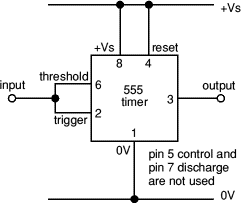 +Vs
+Vs reset
8 4
input
threshold
6
555
timer
output
3
trigger
2
1
0V
pin 5 control and
pin 7 discharge
are not used
0V